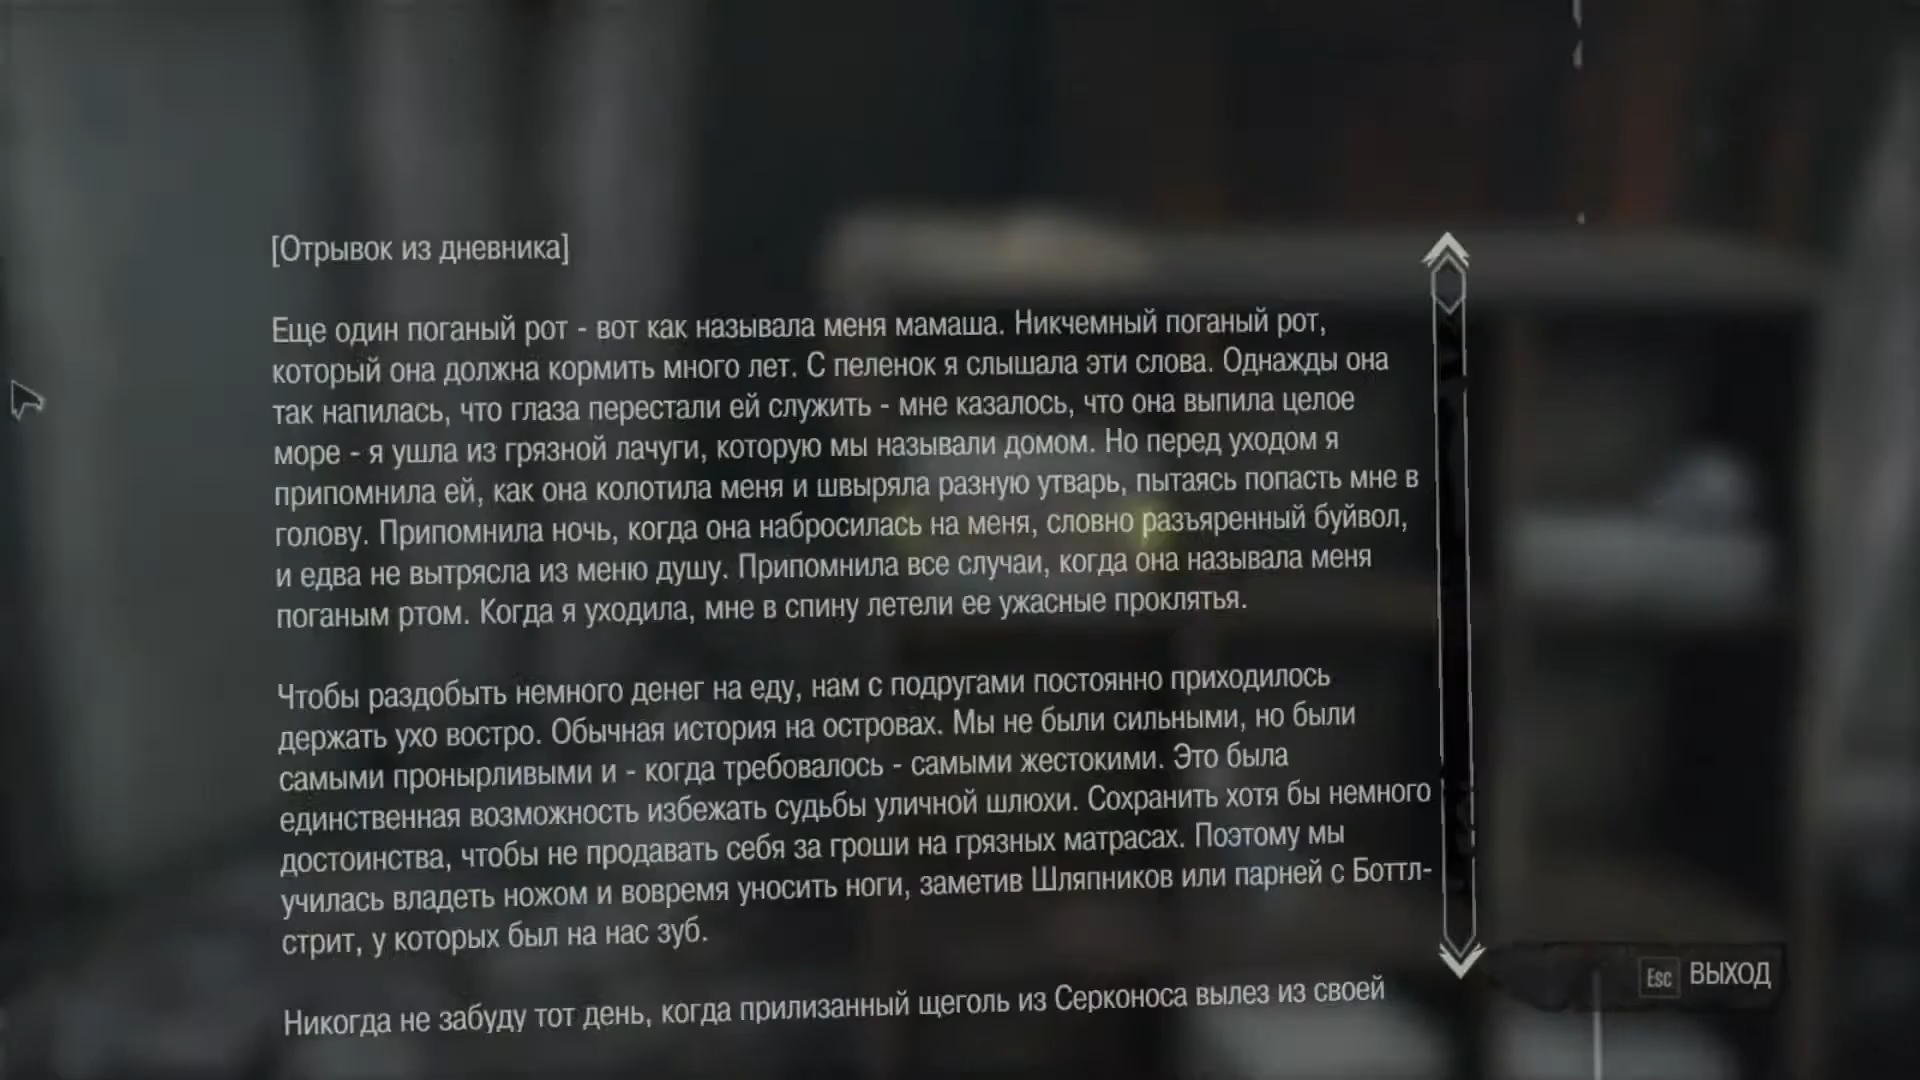 [Отрывок из дневника]
Еще один поганый рот - вот как называла меня мамаша. Никчемный поганый рот,
который она должна кормить много лет. С пеленок я слышала эти слова. Однажды она
так напилась, что глаза перестали ей служить - мне казалось, что она выпила целое
море - я ушла из грязной лачуги, которую мы называли домом. Но перед уходом я
припомнила ей, как она колотила меня и швыряла разную утварь, пытаясь попасть мне в
голову. Припомнила ночь, когда она набросилась на меня, словно разъяренный буйвол,
и едва не вытрясла из меню душу. Припомнила все случаи, когда она называла меня
поганым ртом. Когда я уходила, мне в спину летели ее ужасные проклятья.
Чтобы раздобыть немного денег на еду, нам с подругами постоянно приходилось
держать ухо востро. Обычная история на островах. Мы не были сильными, но были
самыми пронырливыми и - когда требовалось - самыми жестокими. Это была
единственная возможность избежать судьбы уличной шлюхи. Сохранить хотя бы немного
достоинства, чтобы не продавать себя за гроши на грязных матрасах. Поэтому мы
училась владеть ножом и вовремя уносить ноги, заметив Шляпников или парней с Боттл-
стрит, у которых был на нас зуб.
Никогда не забуду тот день, когда прилизанный щеголь из Серконоса вылез из своей
Esc ВЫХОД